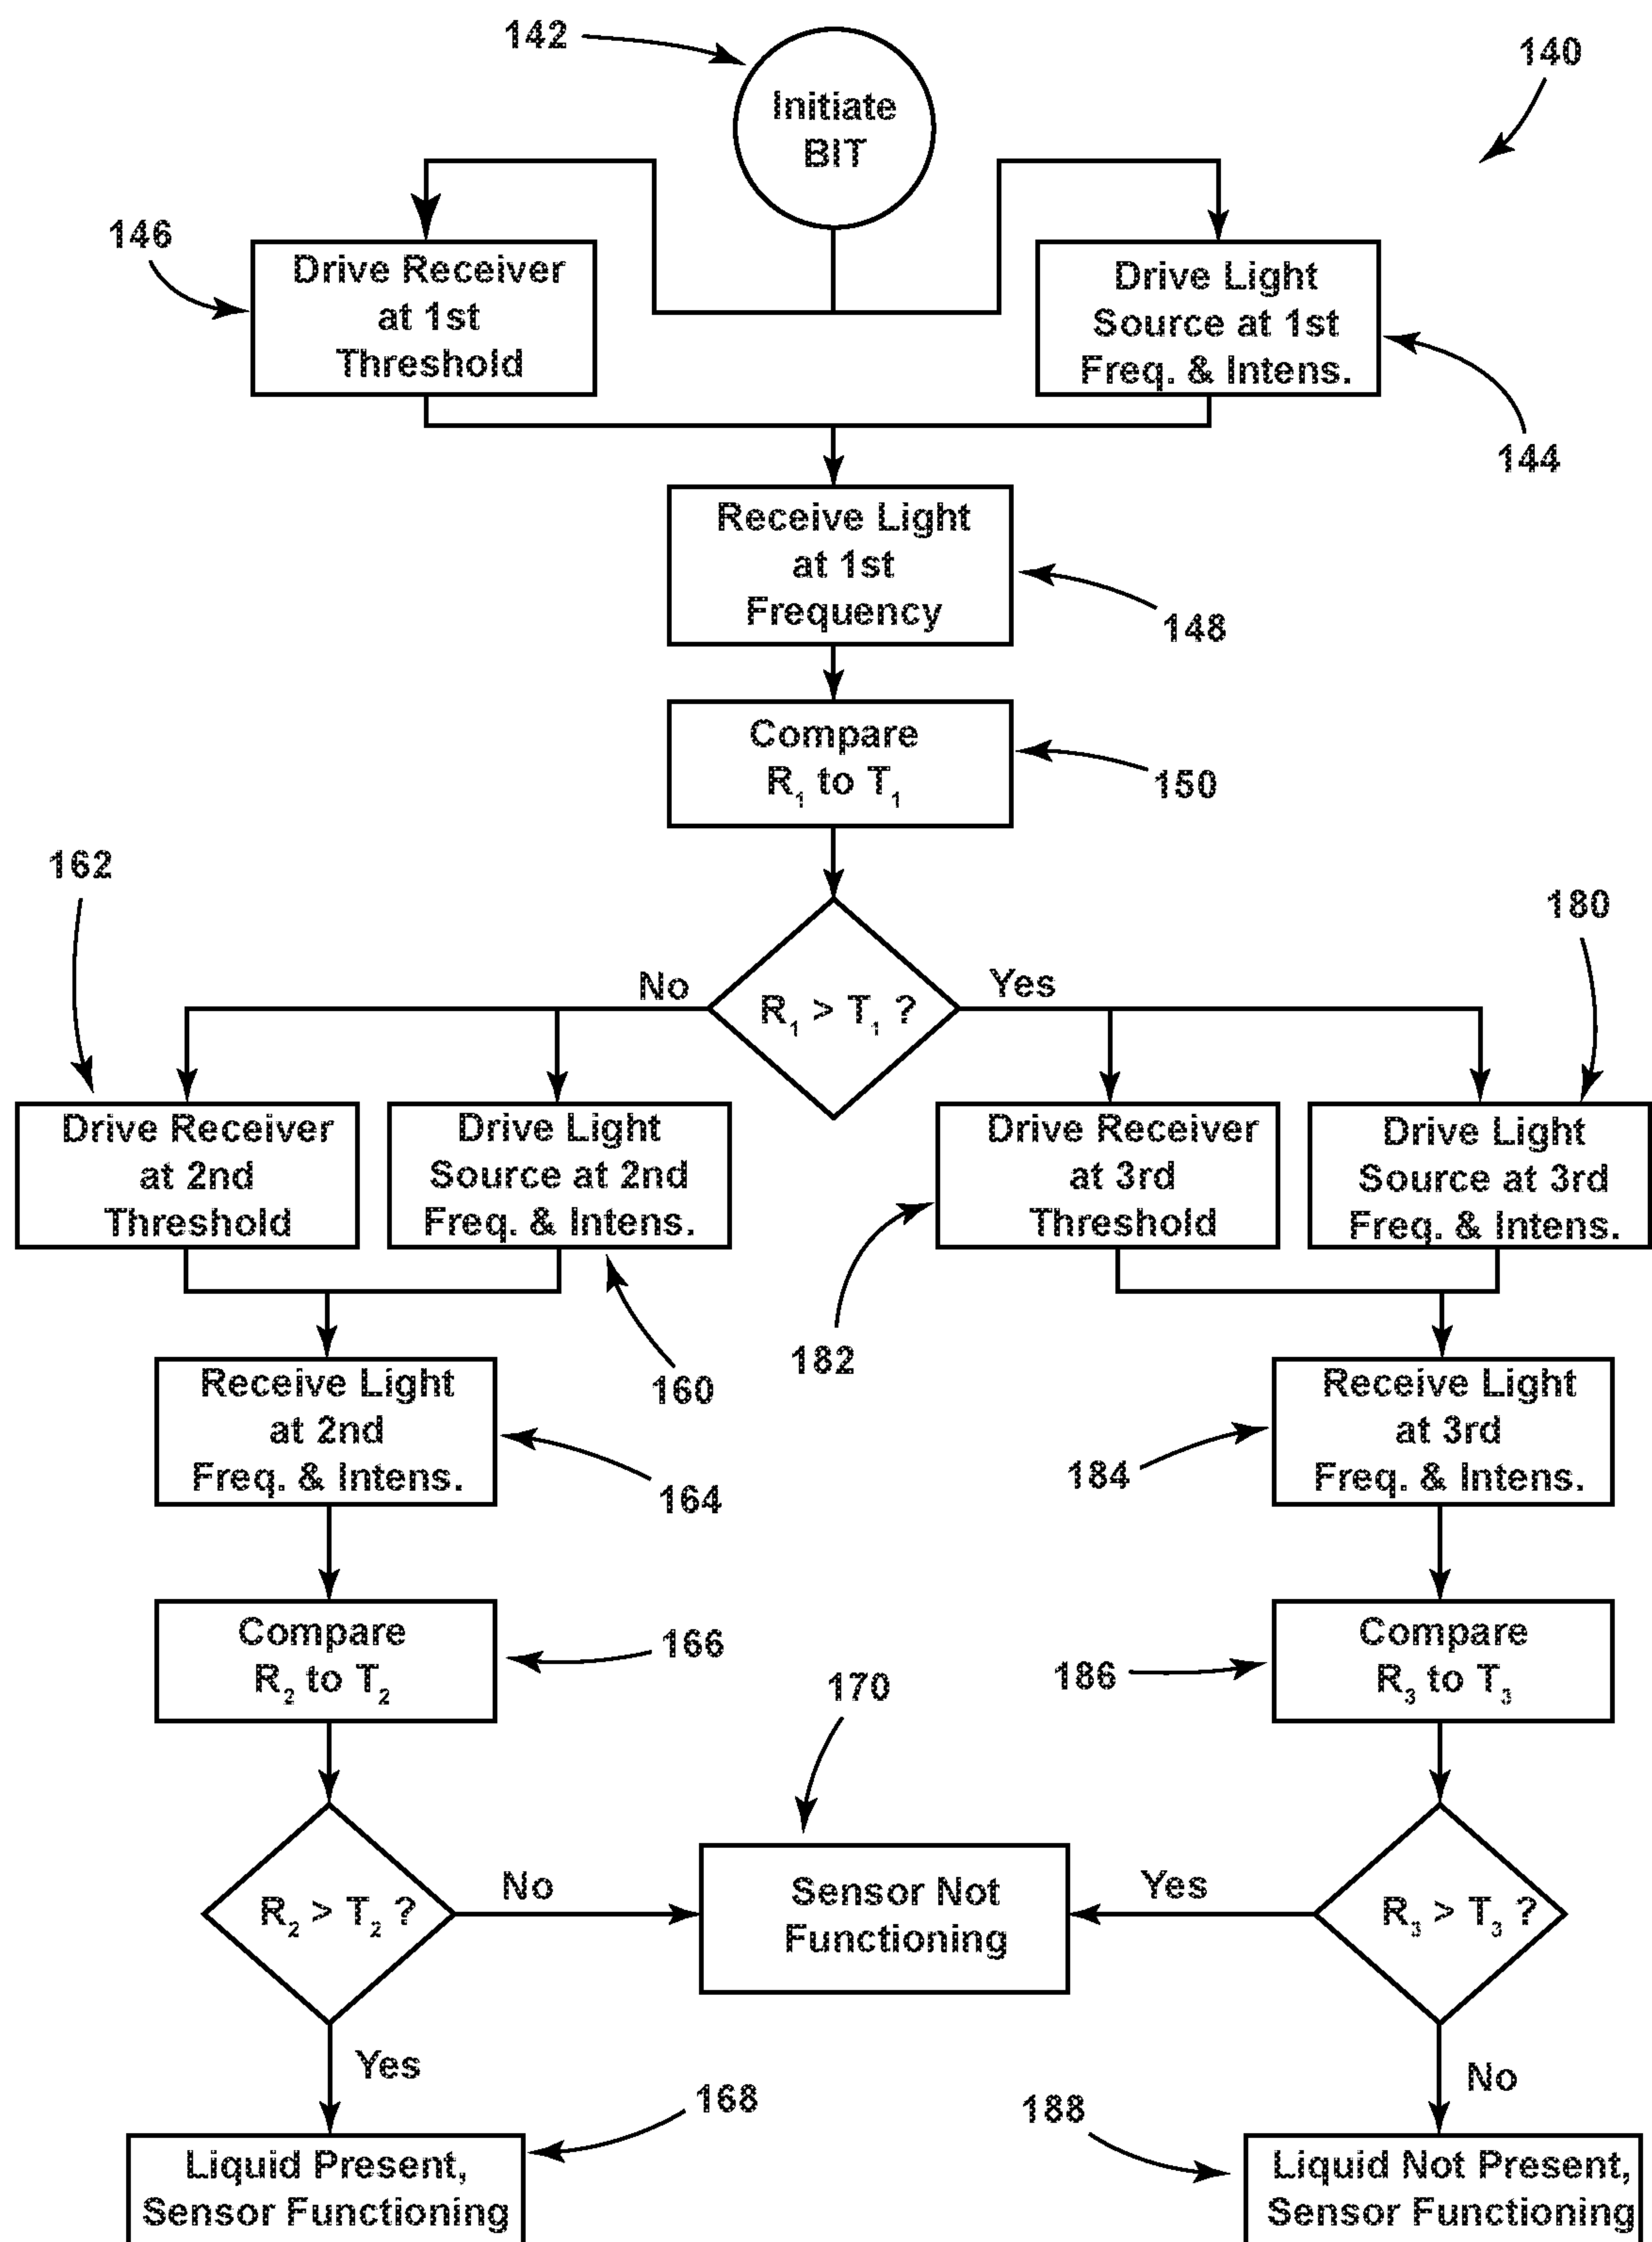 142
140
Initiate
BIT
146
Drive Receiver
at 1st
Threshold
Drive Light
Source at 1st
Freq. & Intens.
144
Receive Light
at 1st
Frequency
148
Compare
R₁ to T₁
150
162
180
No
Yes
R₁ > T₁ ?
Drive Receiver
at 2nd
Threshold
Drive Light
Source at 2nd
Freq. & Intens.
Drive Receiver
at 3rd
Threshold
Drive Light
Source at 3rd
Freq. & Intens.
182
160
Receive Light
at 2nd
Freq. & Intens.
164
Receive Light
at 3rd
Freq. & Intens.
184
Compare
R₂ to T₂
166
170
186
Compare
R₃ to T₃
R₂ > T₂ ?
No
Sensor Not
Functioning
Yes
R₃ > T₃ ?
Yes
No
168
188
Liquid Present,
Sensor Functioning
Liquid Not Present,
Sensor Functioning